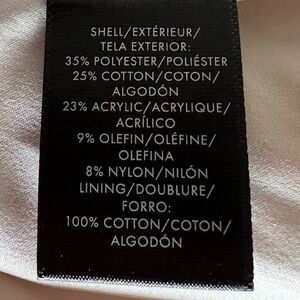 SHELL/EXTÉRIEUR/
TELA EXTERIOR:
35% POLYESTER/POLIÉSTER
25% COTTON/COTON/
ALGODÓN
23% ACRYLIC/ACRYLIQUE/
ACRÍLICO
9% OLEFIN/OLÉFINE/
OLEFINA
8% NYLON/NILÓN
LINING/DOUBLURE/
FORRO:
100% COTTON/COTON/
ALGODÓN